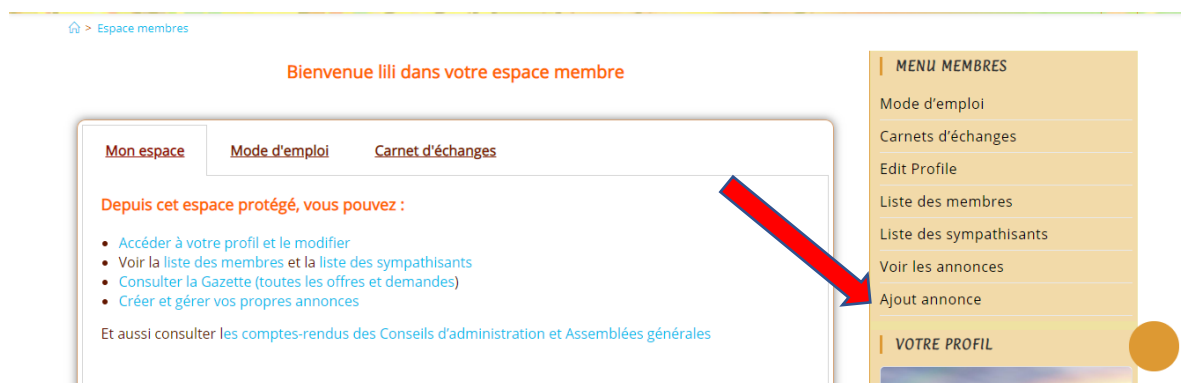 > Espace membres
Bienvenue lili dans votre espace membre
Mon espace Mode d'emploi Carnet d'échanges
Depuis cet espace protégé, vous pouvez :
• Accéder à votre profil et le modifier
• Voir la liste des membres et la liste des sympathisants
• Consulter la Gazette (toutes les offres et demandes)
• Créer et gérer vos propres annonces
Et aussi consulter les comptes-rendus des Conseils d'administration et Assemblées générales
MENU MEMBRES
Mode d'emploi
Carnets d'échanges
Edit Profile
Liste des membres
Liste des sympathisants
Voir les annonces
Ajout annonce
VOTRE PROFIL